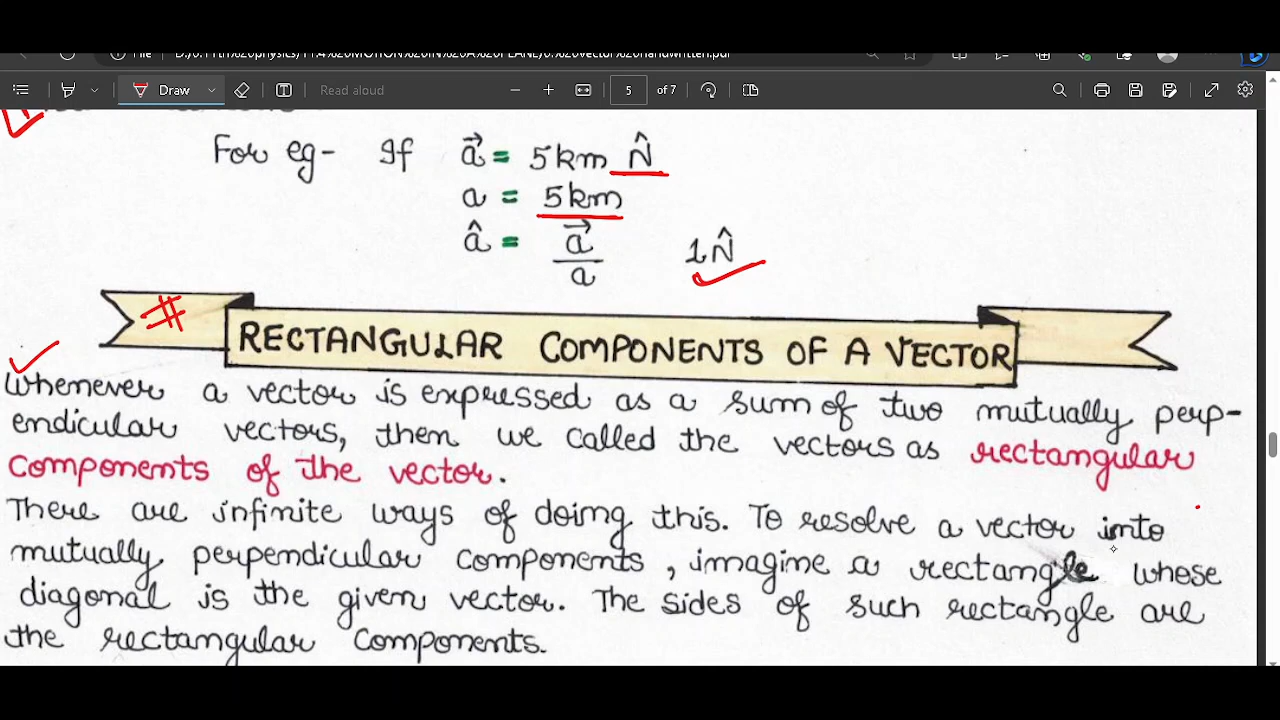 Draw
Read aloud
5
of 7
For eg- If a⃗ = 5km N̂
a = 5km
â = a⃗/a 1N̂
#
RECTANGULAR COMPONENTS OF A VECTOR
Whenever a vector is expressed as a sum of two mutually perp-
endicular vectors, then we called the vectors as rectangular
components of the vector.
There are infinite ways of doing this. To resolve a vector into
mutually perpendicular components, imagine a rectangle whose
diagonal is the given vector. The sides of such rectangle are
the rectangular components.